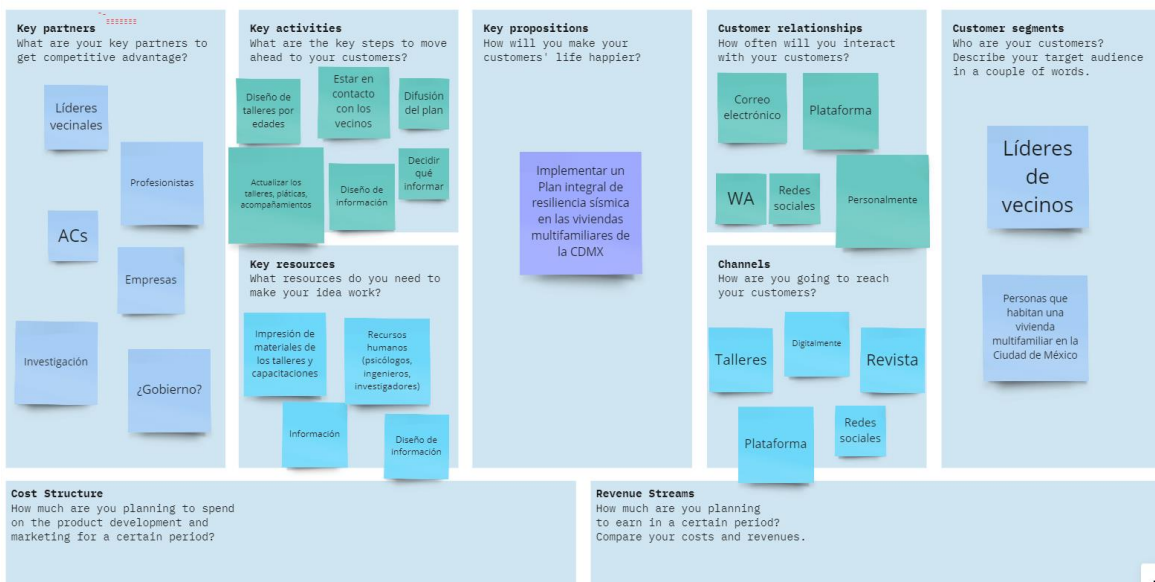 Key partners
What are your key partners to
get competitive advantage?
Líderes
vecinales
Profesionistas
ACs
Empresas
Investigación
¿Gobierno?
Key activities
What are the key steps to move
ahead to your customers?
Diseño de
talleres por
edades
Estar en
contacto
con los
vecinos
Difusión
del plan
Actualizar los
talleres, pláticas,
acompañamientos
Diseño de
información
Decidir
qué
informar
Key resources
What resources do you need to
make your idea work?
Impresión de
materiales de
los talleres y
capacitaciones
Recursos
humanos
(psicólogos,
ingenieros,
investigadores)
Información
Diseño de
información
Key propositions
How will you make your
customers' life happier?
Implementar un
Plan integral de
resiliencia sísmica
en las viviendas
multifamiliares de
la CDMX
Customer relationships
How often will you interact
with your customers?
Correo
electrónico
Plataforma
WA
Redes
sociales
Personalmente
Channels
How are you going to reach
your customers?
Talleres
Digitalmente
Revista
Plataforma
Redes
sociales
Customer segments
Who are your customers?
Describe your target audience
in a couple of words.
Líderes
de
vecinos
Personas que
habitan una
vivienda
multifamiliar en la
Ciudad de México
Cost Structure
How much are you planning to spend
on the product development and
marketing for a certain period?
Revenue Streams
How much are you planning
to earn in a certain period?
Compare your costs and revenues.